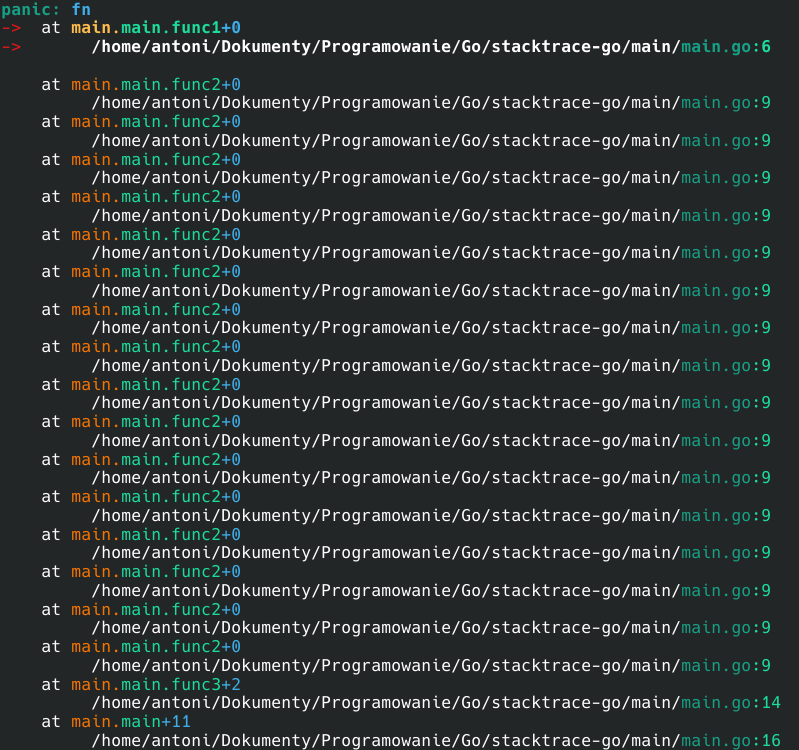 panic: fn
-> at main.main.func1+0
-> /home/antoni/Dokumenty/Programowanie/Go/stacktrace-go/main/main.go:6
at main.main.func2+0
/home/antoni/Dokumenty/Programowanie/Go/stacktrace-go/main/main.go:9
at main.main.func2+0
/home/antoni/Dokumenty/Programowanie/Go/stacktrace-go/main/main.go:9
at main.main.func2+0
/home/antoni/Dokumenty/Programowanie/Go/stacktrace-go/main/main.go:9
at main.main.func2+0
/home/antoni/Dokumenty/Programowanie/Go/stacktrace-go/main/main.go:9
at main.main.func2+0
/home/antoni/Dokumenty/Programowanie/Go/stacktrace-go/main/main.go:9
at main.main.func2+0
/home/antoni/Dokumenty/Programowanie/Go/stacktrace-go/main/main.go:9
at main.main.func2+0
/home/antoni/Dokumenty/Programowanie/Go/stacktrace-go/main/main.go:9
at main.main.func2+0
/home/antoni/Dokumenty/Programowanie/Go/stacktrace-go/main/main.go:9
at main.main.func2+0
/home/antoni/Dokumenty/Programowanie/Go/stacktrace-go/main/main.go:9
at main.main.func2+0
/home/antoni/Dokumenty/Programowanie/Go/stacktrace-go/main/main.go:9
at main.main.func2+0
/home/antoni/Dokumenty/Programowanie/Go/stacktrace-go/main/main.go:9
at main.main.func2+0
/home/antoni/Dokumenty/Programowanie/Go/stacktrace-go/main/main.go:9
at main.main.func2+0
/home/antoni/Dokumenty/Programowanie/Go/stacktrace-go/main/main.go:9
at main.main.func2+0
/home/antoni/Dokumenty/Programowanie/Go/stacktrace-go/main/main.go:9
at main.main.func2+0
/home/antoni/Dokumenty/Programowanie/Go/stacktrace-go/main/main.go:9
at main.main.func2+0
/home/antoni/Dokumenty/Programowanie/Go/stacktrace-go/main/main.go:9
at main.main.func3+2
/home/antoni/Dokumenty/Programowanie/Go/stacktrace-go/main/main.go:14
at main.main+11
/home/antoni/Dokumenty/Programowanie/Go/stacktrace-go/main/main.go:16